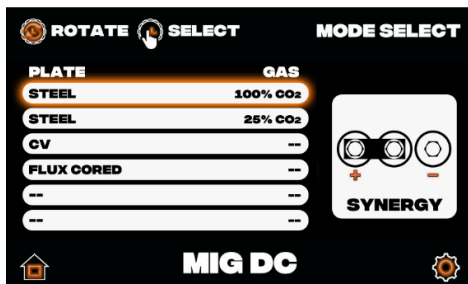 ROTATE SELECT MODE SELECT
PLATE GAS
STEEL 100% CO₂
STEEL 25% CO₂
CV --
FLUX CORED --
-- --
-- --
+ −
SYNERGY
MIG DC